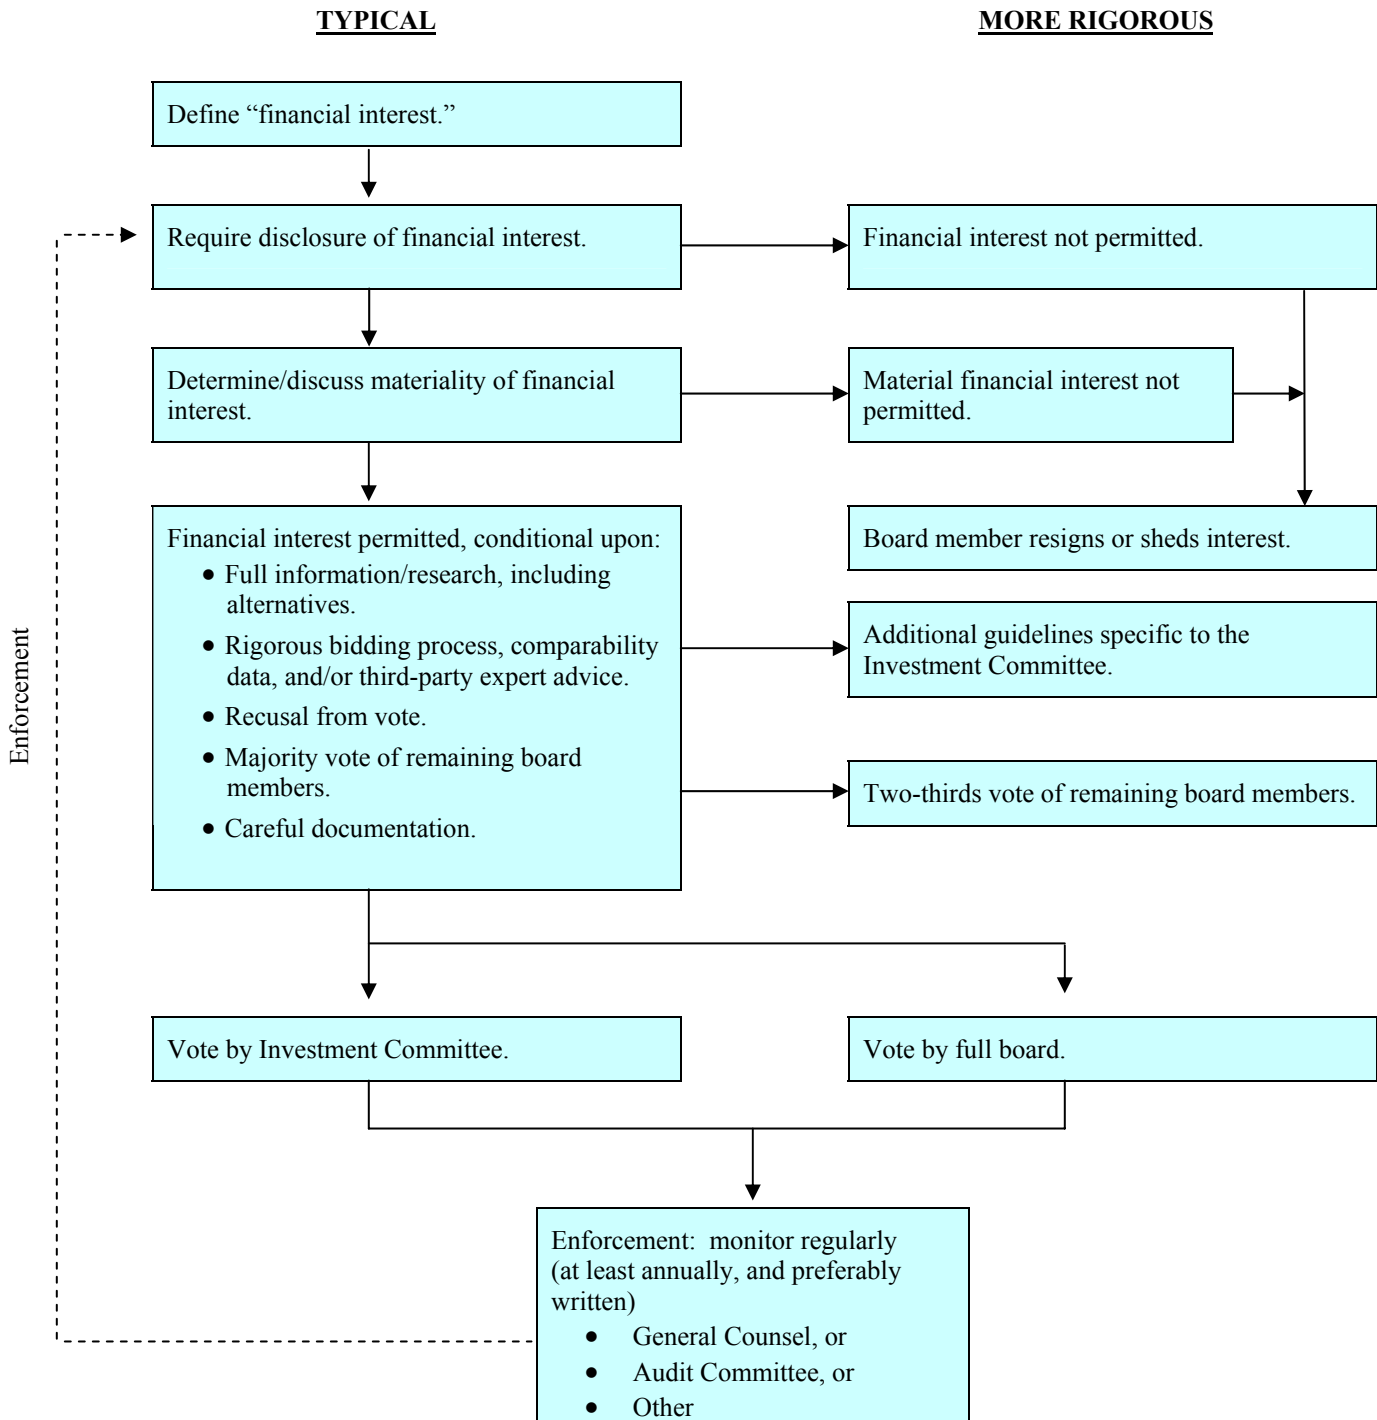 TYPICAL
MORE RIGOROUS
Define “financial interest.”
Require disclosure of financial interest.
Financial interest not permitted.
Determine/discuss materiality of financial
interest.
Material financial interest not
permitted.
Financial interest permitted, conditional upon:
• Full information/research, including
alternatives.
• Rigorous bidding process, comparability
data, and/or third-party expert advice.
• Recusal from vote.
• Majority vote of remaining board
members.
• Careful documentation.
Board member resigns or sheds interest.
Additional guidelines specific to the
Investment Committee.
Two-thirds vote of remaining board members.
Enforcement
Vote by Investment Committee.
Vote by full board.
Enforcement:  monitor regularly
(at least annually, and preferably
written)
• General Counsel, or
• Audit Committee, or
• Other